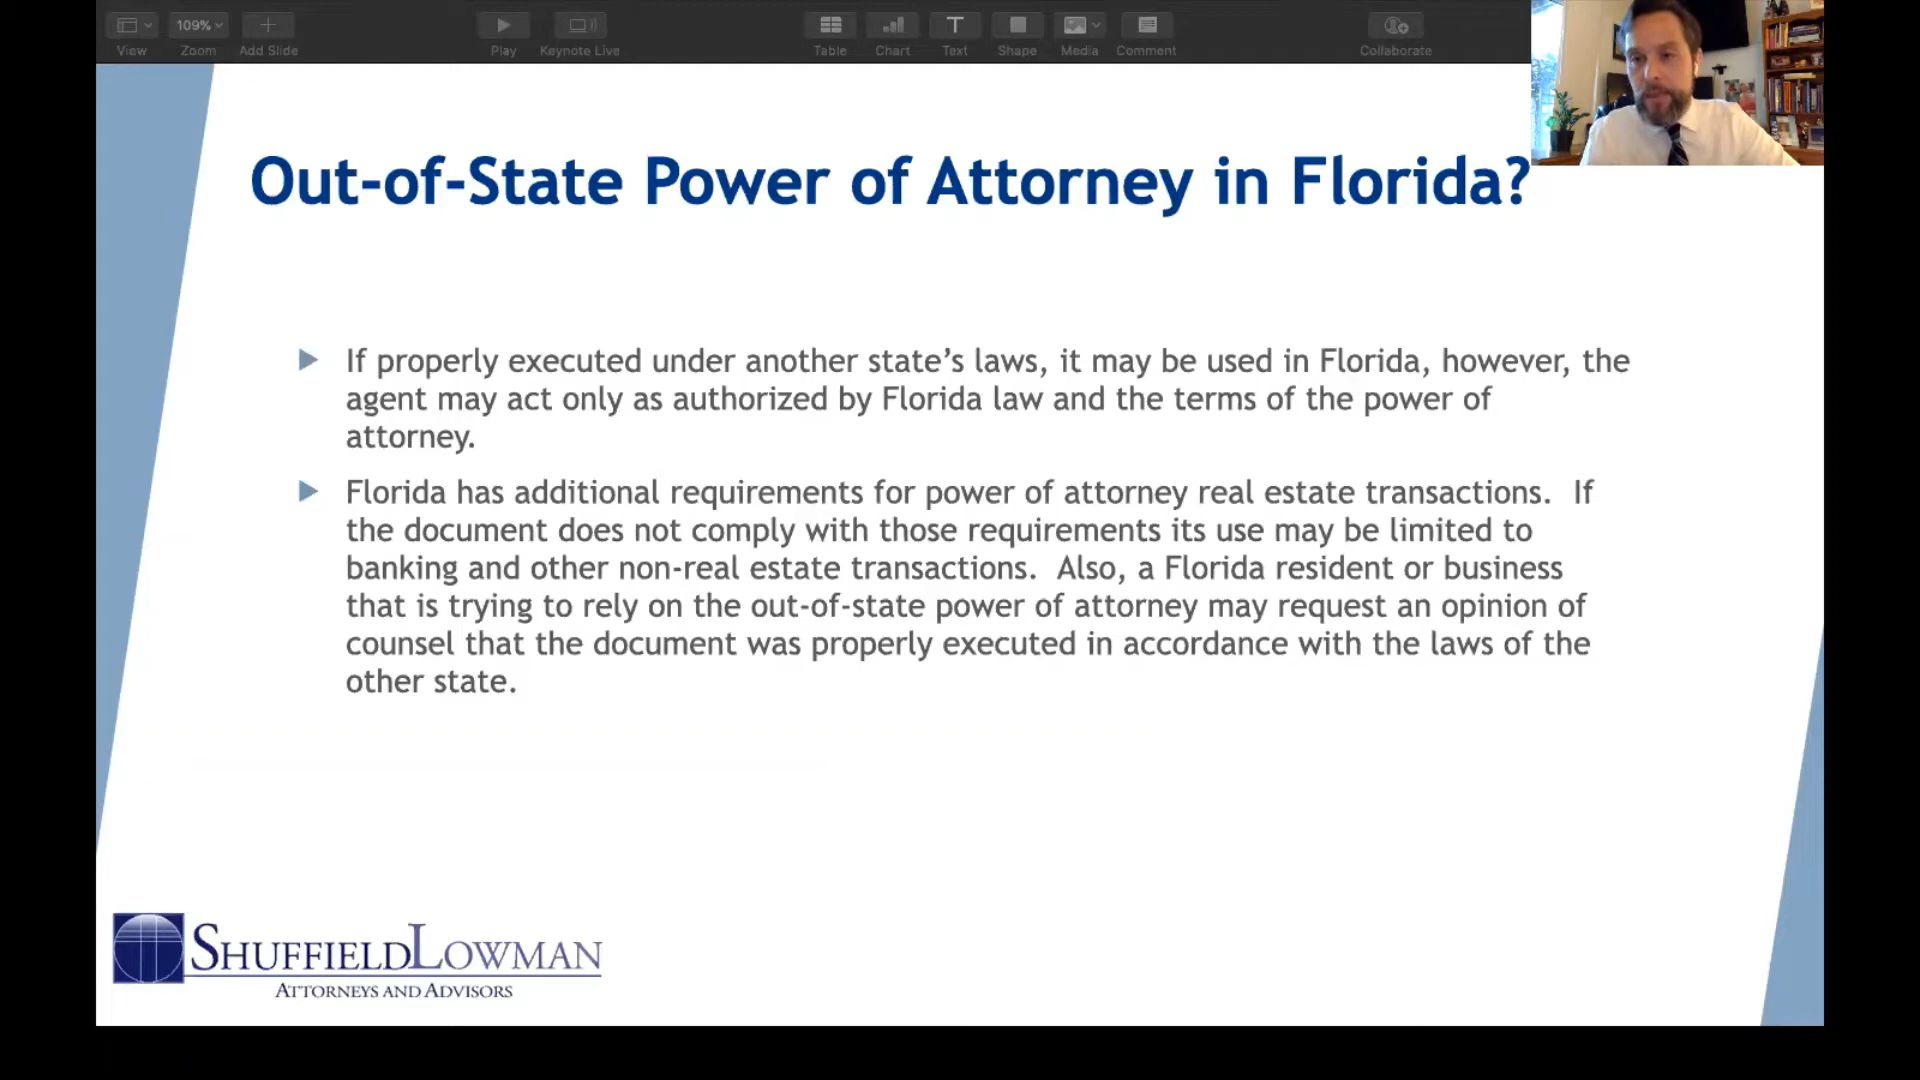 109%
View
Zoom
Add Slide
Play
Keynote Live
Table
Chart
T
Text
Shape
Media
Comment
Collaborate
Out-of-State Power of Attorney in Florida?
If properly executed under another state’s laws, it may be used in Florida, however, the
agent may act only as authorized by Florida law and the terms of the power of
attorney.
Florida has additional requirements for power of attorney real estate transactions.  If
the document does not comply with those requirements its use may be limited to
banking and other non-real estate transactions.  Also, a Florida resident or business
that is trying to rely on the out-of-state power of attorney may request an opinion of
counsel that the document was properly executed in accordance with the laws of the
other state.
SHUFFIELDLOWMAN
ATTORNEYS AND ADVISORS